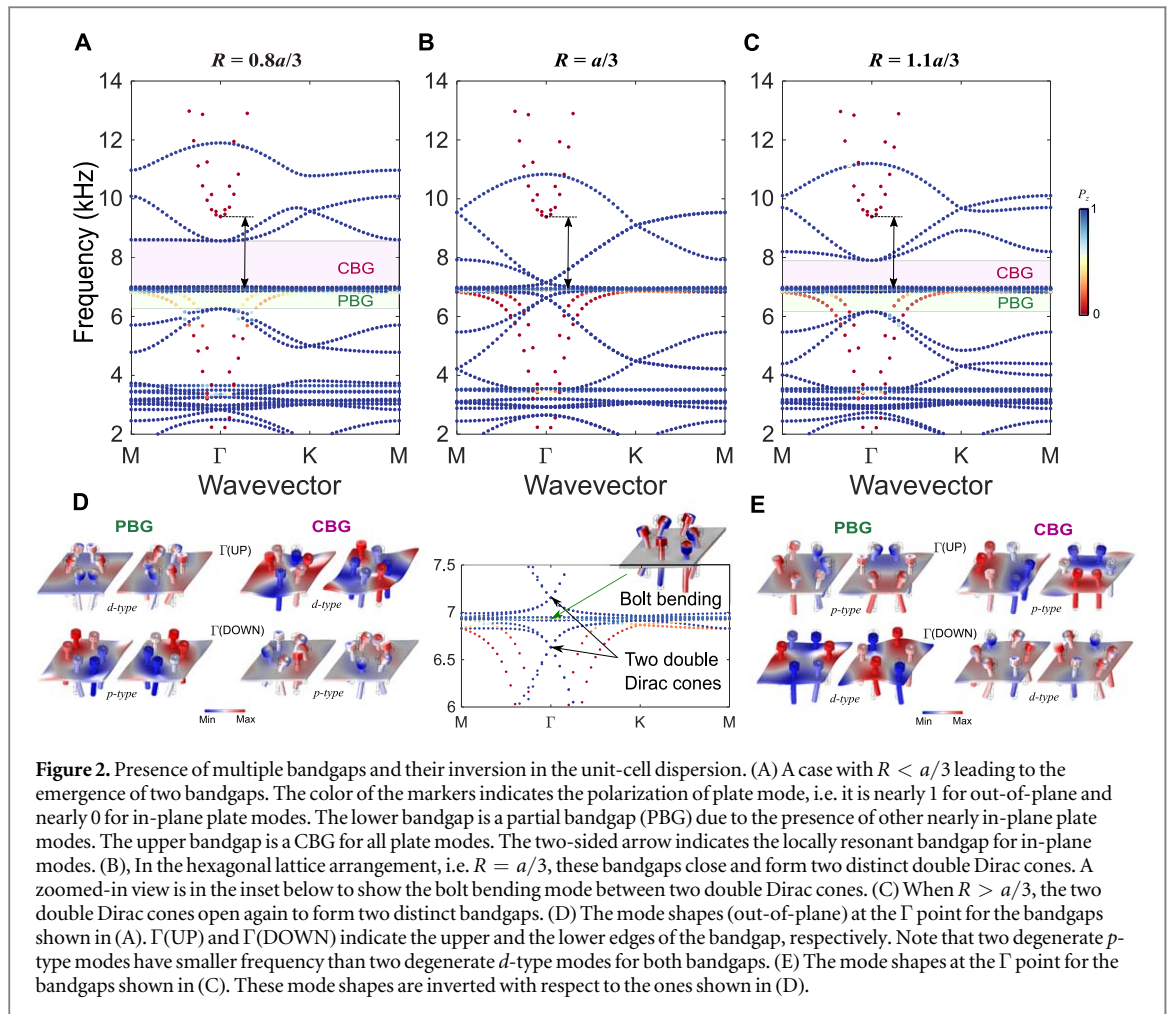 A
R = 0.8a/3
B
R = a/3
C
R = 1.1a/3
14
12
10
8
6
4
2
Frequency (kHz)
CBG
PBG
M
Γ
K
M
Wavevector
14
12
10
8
6
4
2
M
Γ
K
M
Wavevector
14
12
10
8
6
4
2
CBG
PBG
M
Γ
K
M
Wavevector
P_z
1
0
D
PBG
CBG
Γ(UP)
d-type
d-type
Γ(DOWN)
p-type
p-type
Min
Max
7.5
7
6.5
6
Bolt bending
Two double
Dirac cones
M
Γ
K
M
E
PBG
CBG
Γ(UP)
p-type
p-type
Γ(DOWN)
d-type
d-type
Min
Max
Figure 2. Presence of multiple bandgaps and their inversion in the unit-cell dispersion. (A) A case with R < a/3 leading to the
emergence of two bandgaps. The color of the markers indicates the polarization of plate mode, i.e. it is nearly 1 for out-of-plane and
nearly 0 for in-plane plate modes. The lower bandgap is a partial bandgap (PBG) due to the presence of other nearly in-plane plate
modes. The upper bandgap is a CBG for all plate modes. The two-sided arrow indicates the locally resonant bandgap for in-plane
modes. (B), In the hexagonal lattice arrangement, i.e. R = a/3, these bandgaps close and form two distinct double Dirac cones. A
zoomed-in view is in the inset below to show the bolt bending mode between two double Dirac cones. (C) When R > a/3, the two
double Dirac cones open again to form two distinct bandgaps. (D) The mode shapes (out-of-plane) at the Γ point for the bandgaps
shown in (A). Γ(UP) and Γ(DOWN) indicate the upper and the lower edges of the bandgap, respectively. Note that two degenerate p-
type modes have smaller frequency than two degenerate d-type modes for both bandgaps. (E) The mode shapes at the Γ point for the
bandgaps shown in (C). These mode shapes are inverted with respect to the ones shown in (D).